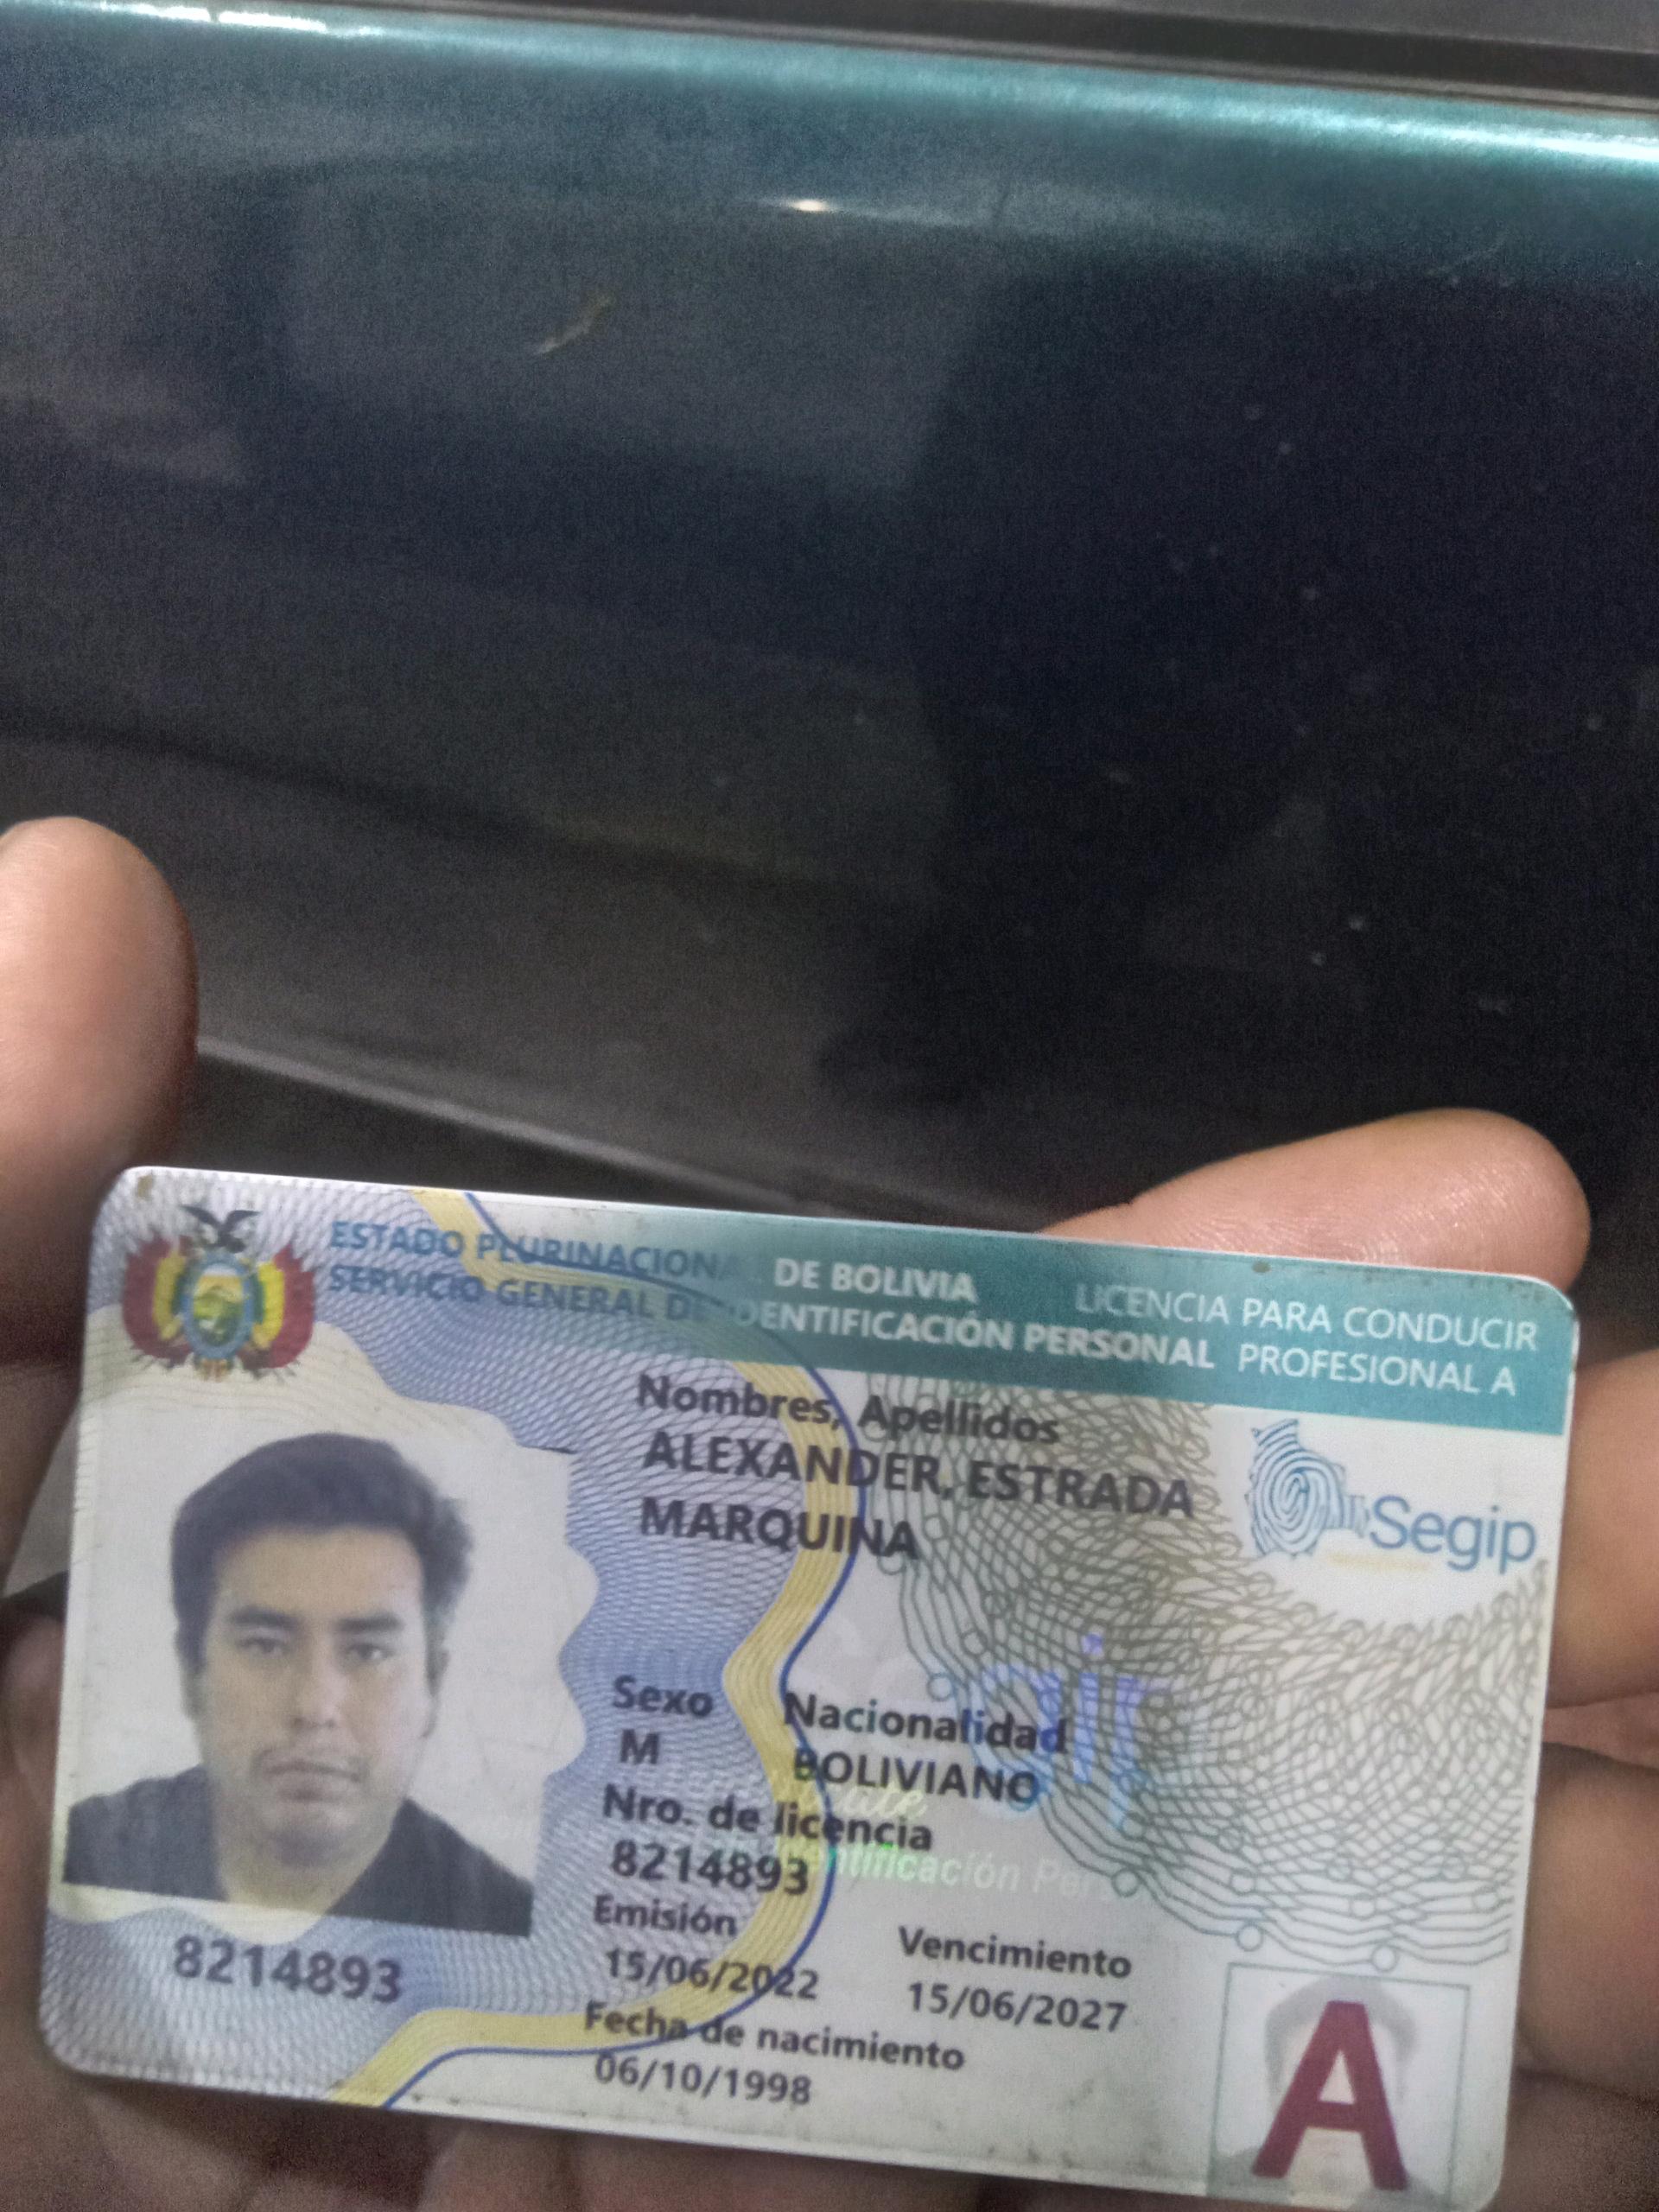 ESTADO PLURINACIONAL DE BOLIVIA
SERVICIO GENERAL DE IDENTIFICACIÓN PERSONAL
LICENCIA PARA CONDUCIR
PROFESIONAL A
Nombres, Apellidos
ALEXANDER, ESTRADA
MARQUINA
Segip
Sexo
M
Nacionalidad
BOLIVIANO
Nro. de licencia
8214893
Emisión
15/06/2022
Vencimiento
15/06/2027
Fecha de nacimiento
06/10/1998
8214893
A